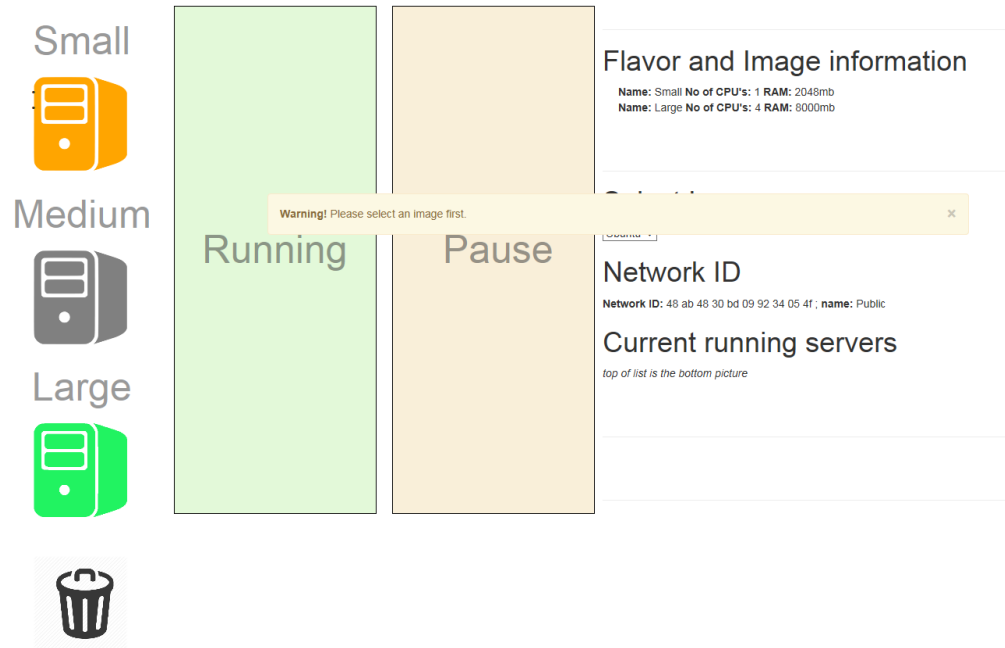 Small
Medium
Large
Running
Pause
Flavor and Image information
Name: Small No of CPU's: 1 RAM: 2048mb
Name: Large No of CPU's: 4 RAM: 8000mb
Warning! Please select an image first. ×
Ubuntu
Network ID
Network ID: 48 ab 48 30 bd 09 92 34 05 4f ; name: Public
Current running servers
top of list is the bottom picture